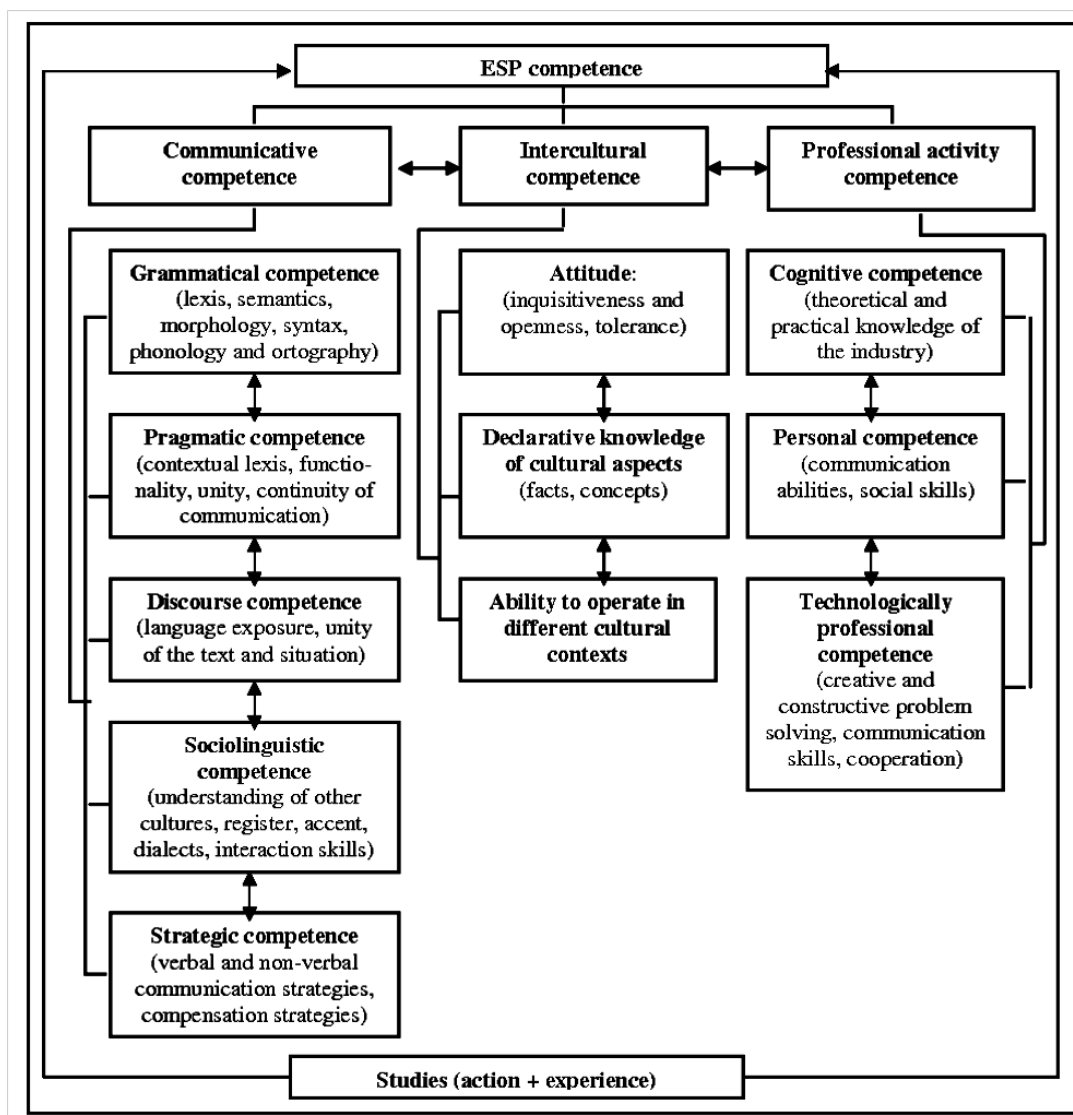 ESP competence
Communicative
competence
Intercultural
competence
Professional activity
competence
Grammatical competence
(lexis, semantics,
morphology, syntax,
phonology and ortography)
Pragmatic competence
(contextual lexis, functio-
nality, unity, continuity of
communication)
Discourse competence
(language exposure, unity
of the text and situation)
Sociolinguistic
competence
(understanding of other
cultures, register, accent,
dialects, interaction skills)
Strategic competence
(verbal and non-verbal
communication strategies,
compensation strategies)
Attitude:
(inquisitiveness and
openness, tolerance)
Declarative knowledge
of cultural aspects
(facts, concepts)
Ability to operate in
different cultural
contexts
Cognitive competence
(theoretical and
practical knowledge of
the industry)
Personal competence
(communication
abilities, social skills)
Technologically
professional
competence
(creative and
constructive problem
solving, communication
skills, cooperation)
Studies (action + experience)